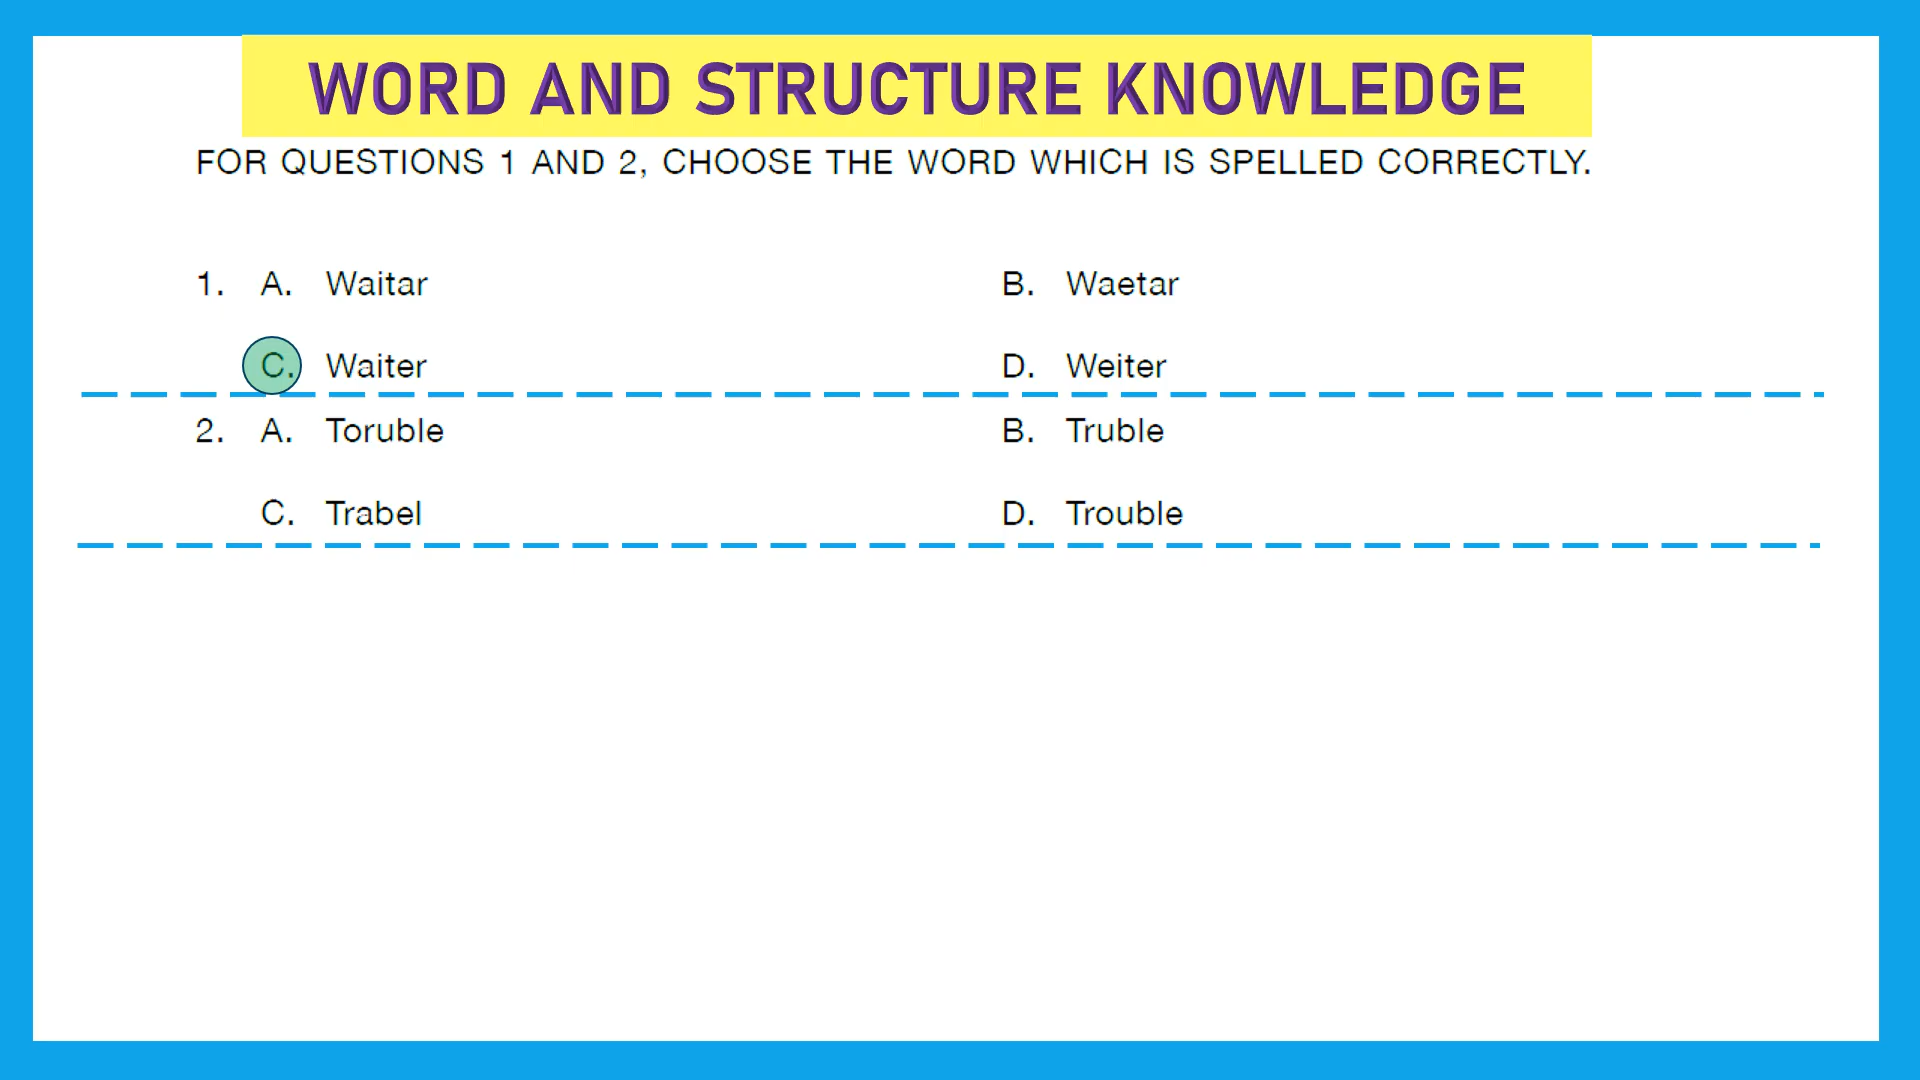 WORD AND STRUCTURE KNOWLEDGE
FOR QUESTIONS 1 AND 2, CHOOSE THE WORD WHICH IS SPELLED CORRECTLY.
1. A. Waitar B. Waetar
C. Waiter D. Weiter
2. A. Toruble B. Truble
C. Trabel D. Trouble